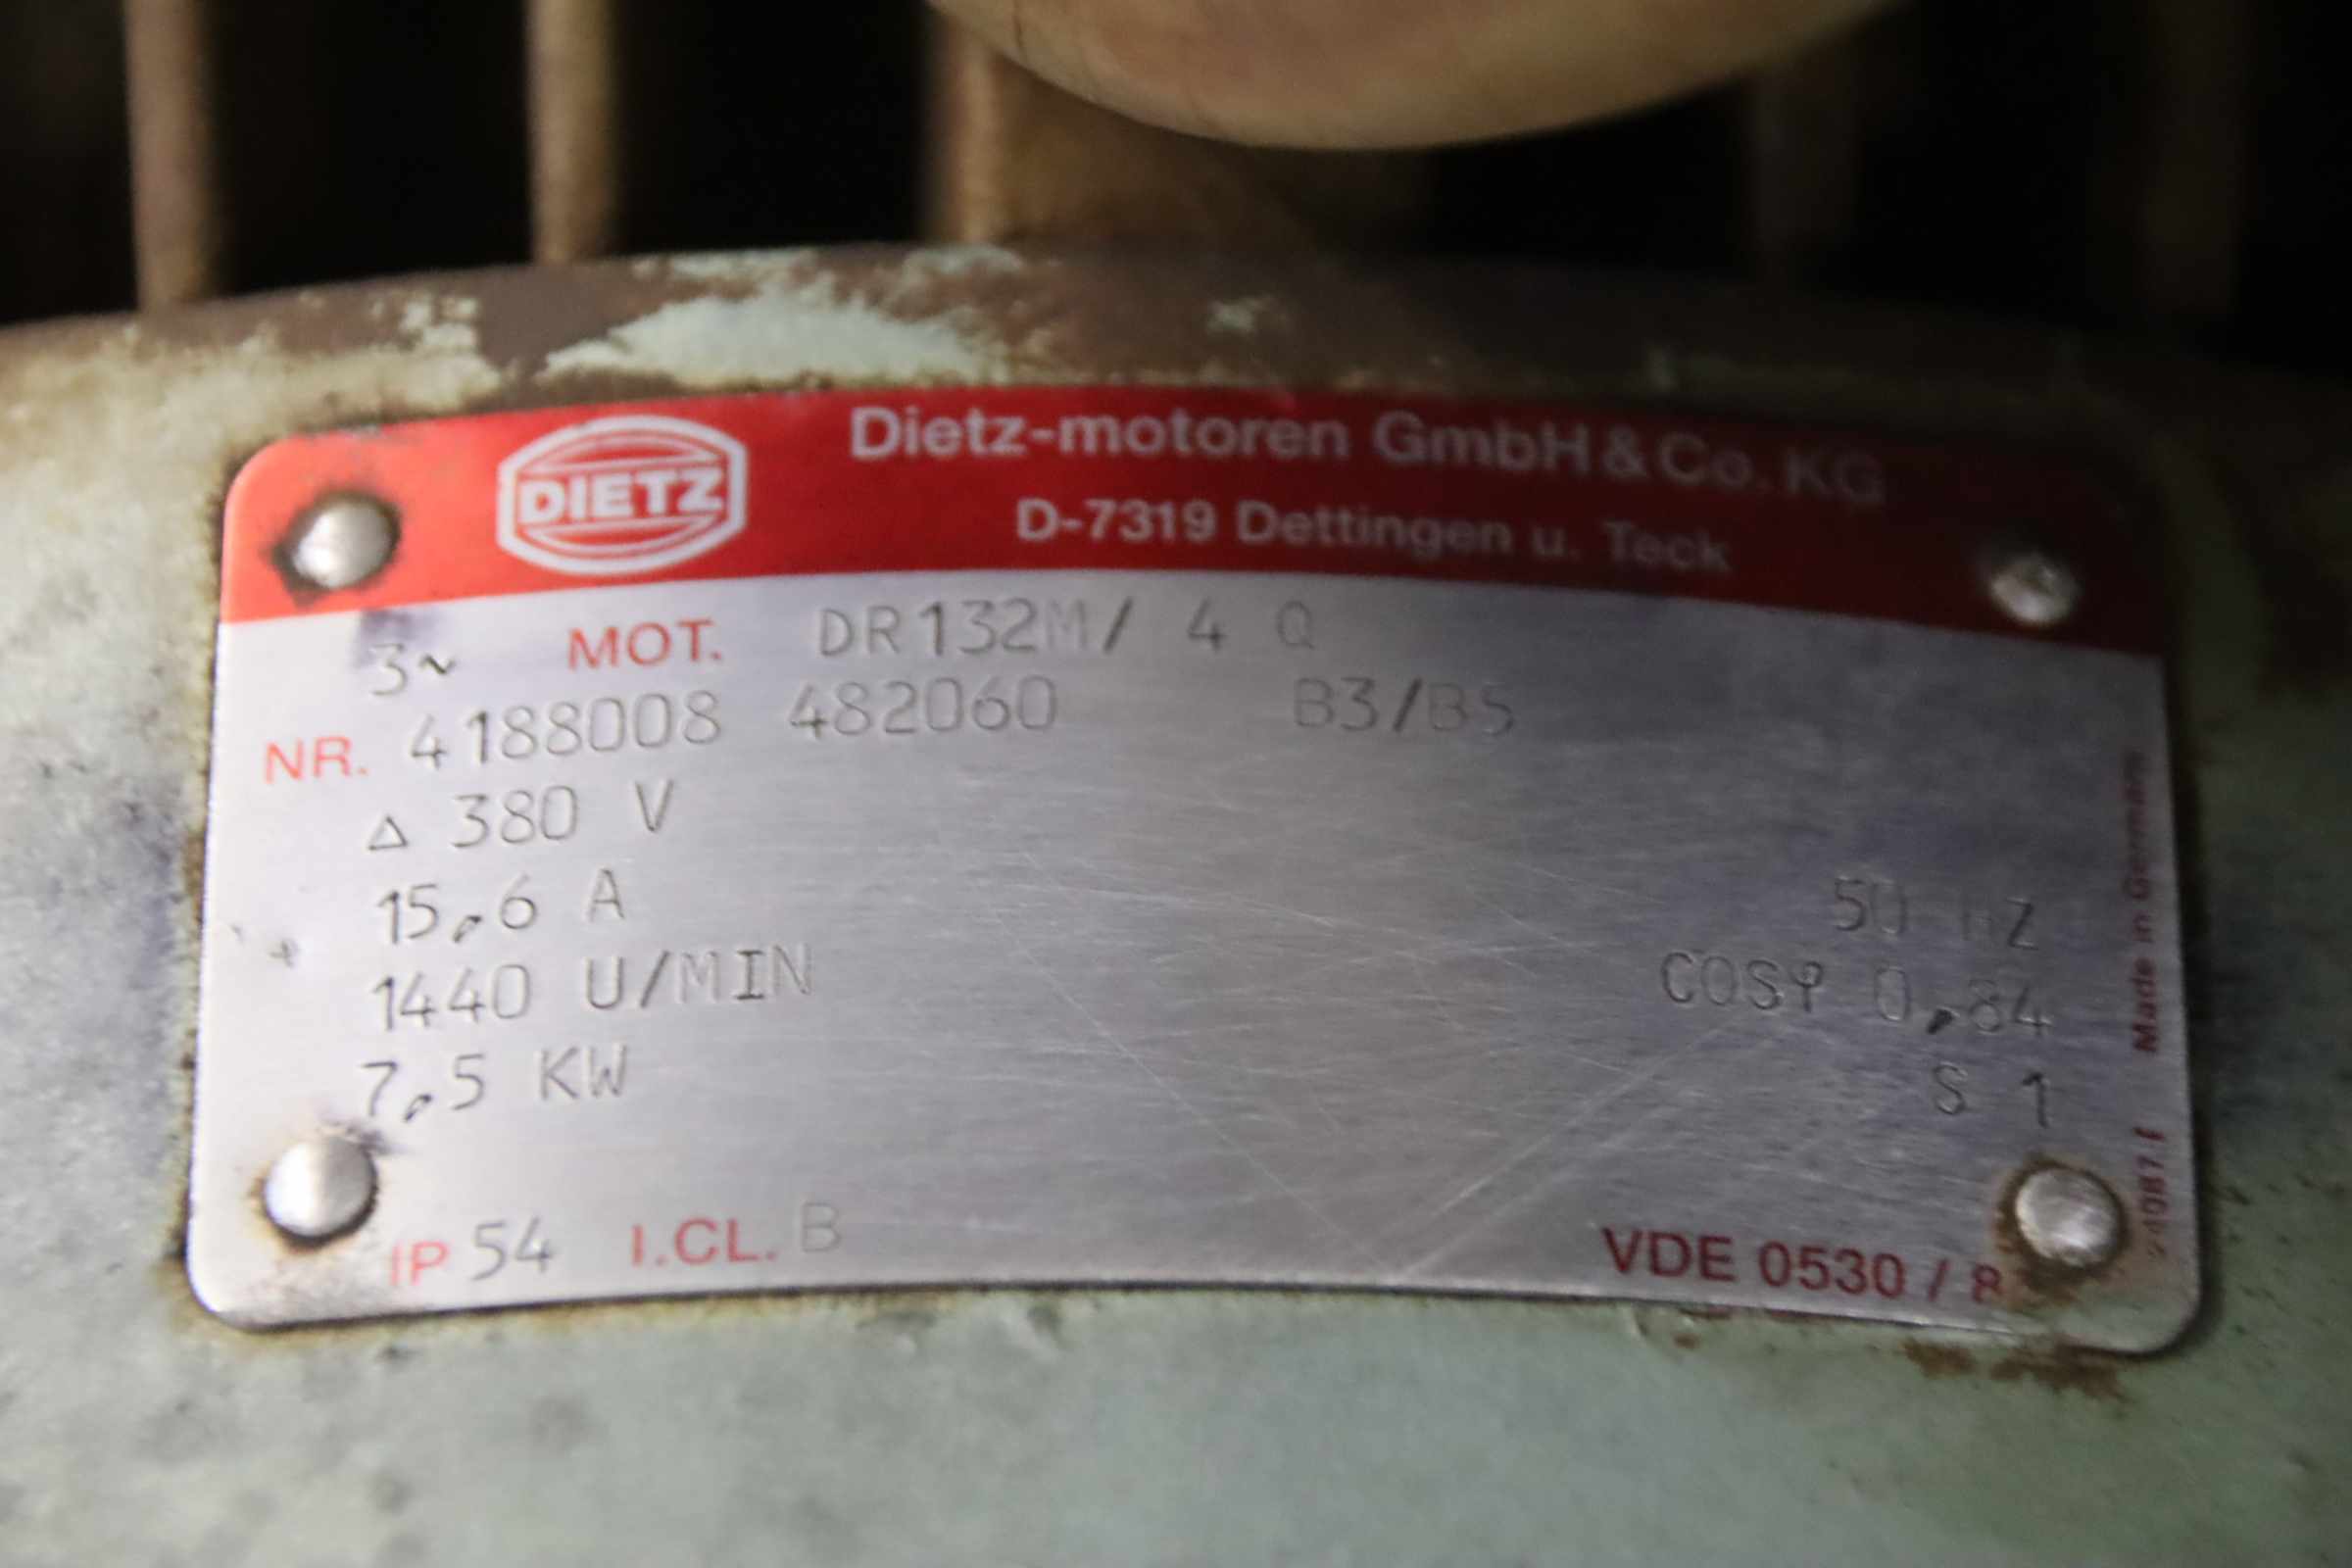 DIETZ
Dietz-motoren GmbH & Co. KG
D-7319 Dettingen u. Teck
3~ MOT. DR132M/ 4 Q
NR. 4188008 482060 B3/B5
Δ 380 V
15,6 A 50 HZ
1440 U/MIN COSφ 0,84
7,5 KW S 1
IP 54 I.CL. B VDE 0530 / 8
Made in Germany